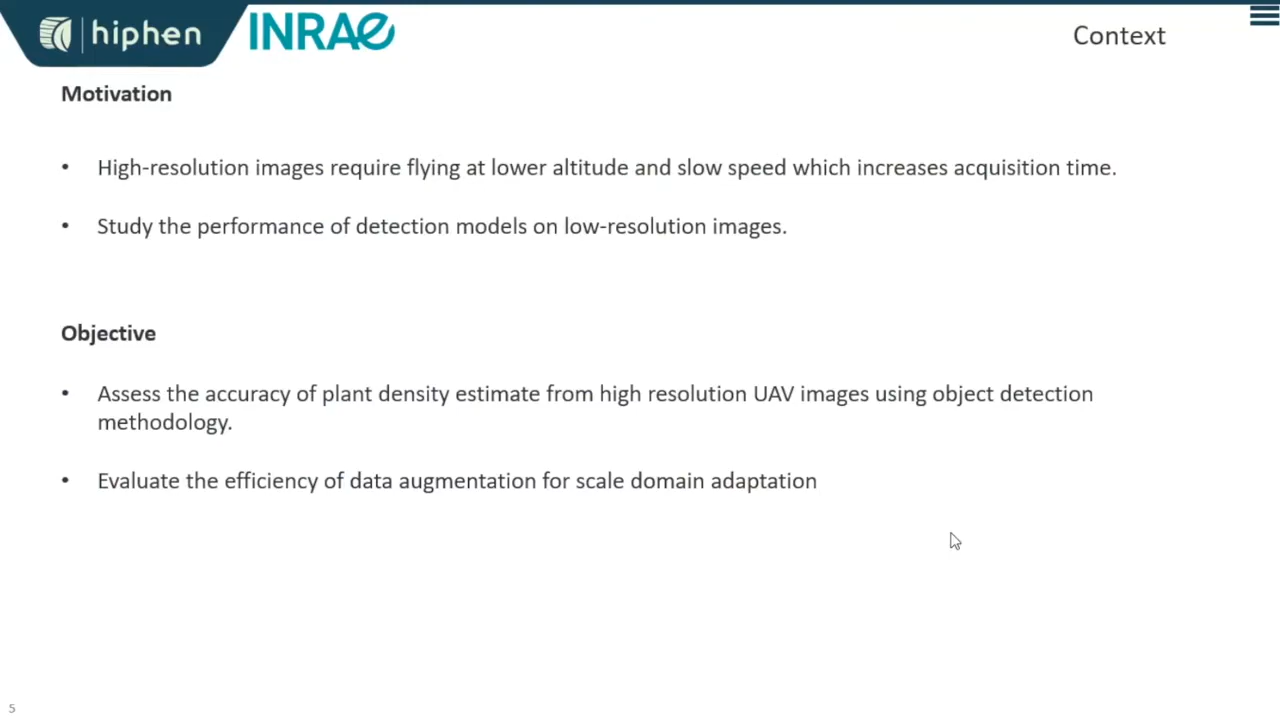 hiphen
INRAE
Context
Motivation
• High-resolution images require flying at lower altitude and slow speed which increases acquisition time.
• Study the performance of detection models on low-resolution images.
Objective
• Assess the accuracy of plant density estimate from high resolution UAV images using object detection
methodology.
• Evaluate the efficiency of data augmentation for scale domain adaptation
5